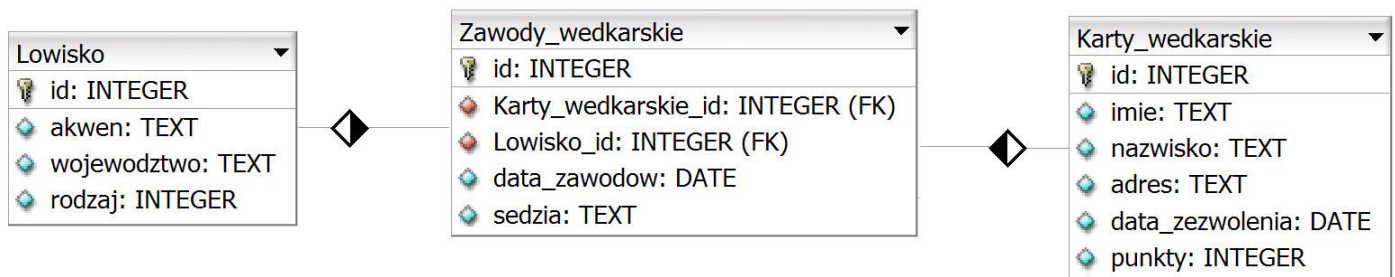 Lowisko
id: INTEGER
akwen: TEXT
wojewodztwo: TEXT
rodzaj: INTEGER
Zawody_wedkarskie
id: INTEGER
Karty_wedkarskie_id: INTEGER (FK)
Lowisko_id: INTEGER (FK)
data_zawodow: DATE
sedzia: TEXT
Karty_wedkarskie
id: INTEGER
imie: TEXT
nazwisko: TEXT
adres: TEXT
data_zezwolenia: DATE
punkty: INTEGER